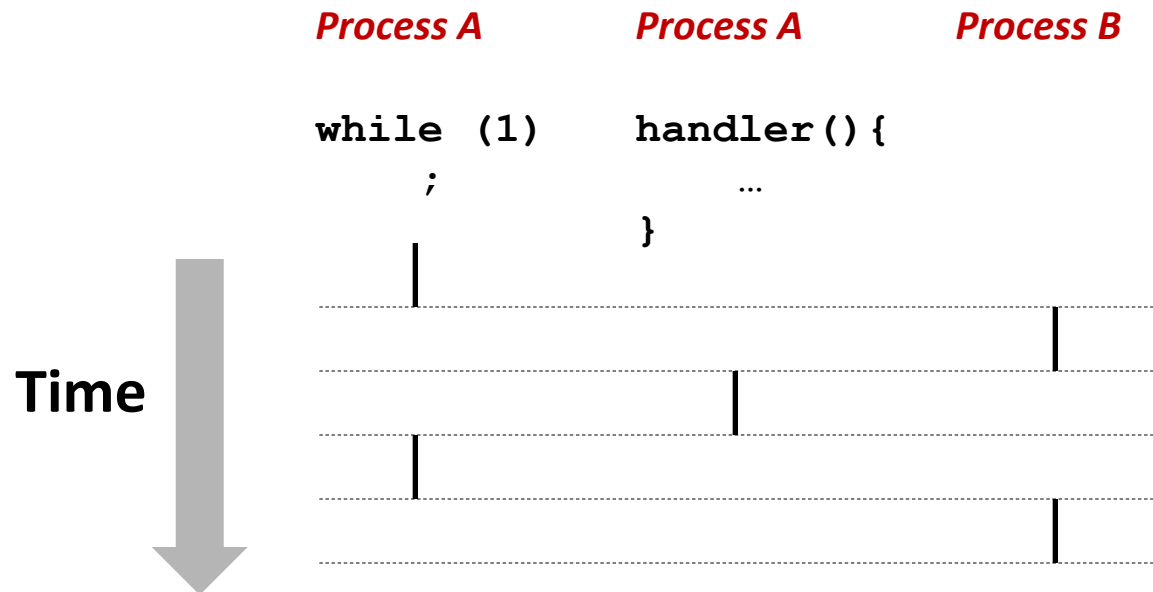 Process A Process A Process B
while (1) handler(){
; …
}
Time